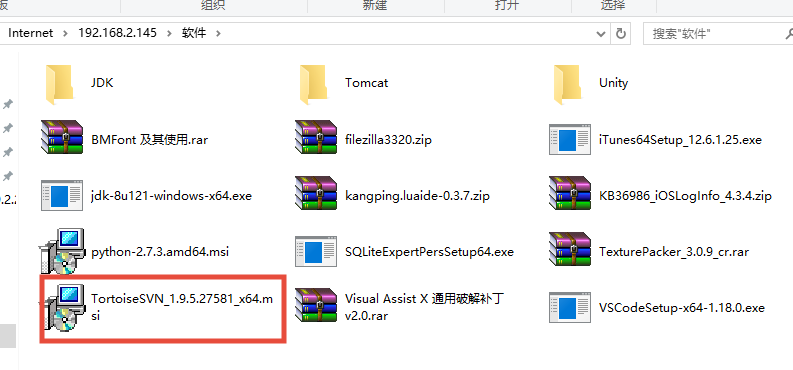 组织
新建
打开
选择
Internet > 192.168.2.145 > 软件 >
搜索"软件"
JDK
Tomcat
Unity
BMFont 及其使用.rar
filezilla3320.zip
iTunes64Setup_12.6.1.25.exe
jdk-8u121-windows-x64.exe
kangping.luaide-0.3.7.zip
KB36986_iOSLogInfo_4.3.4.zip
python-2.7.3.amd64.msi
SQLiteExpertPersSetup64.exe
TexturePacker_3.0.9_cr.rar
TortoiseSVN_1.9.5.27581_x64.m
si
Visual Assist X 通用破解补丁
v2.0.rar
VSCodeSetup-x64-1.18.0.exe